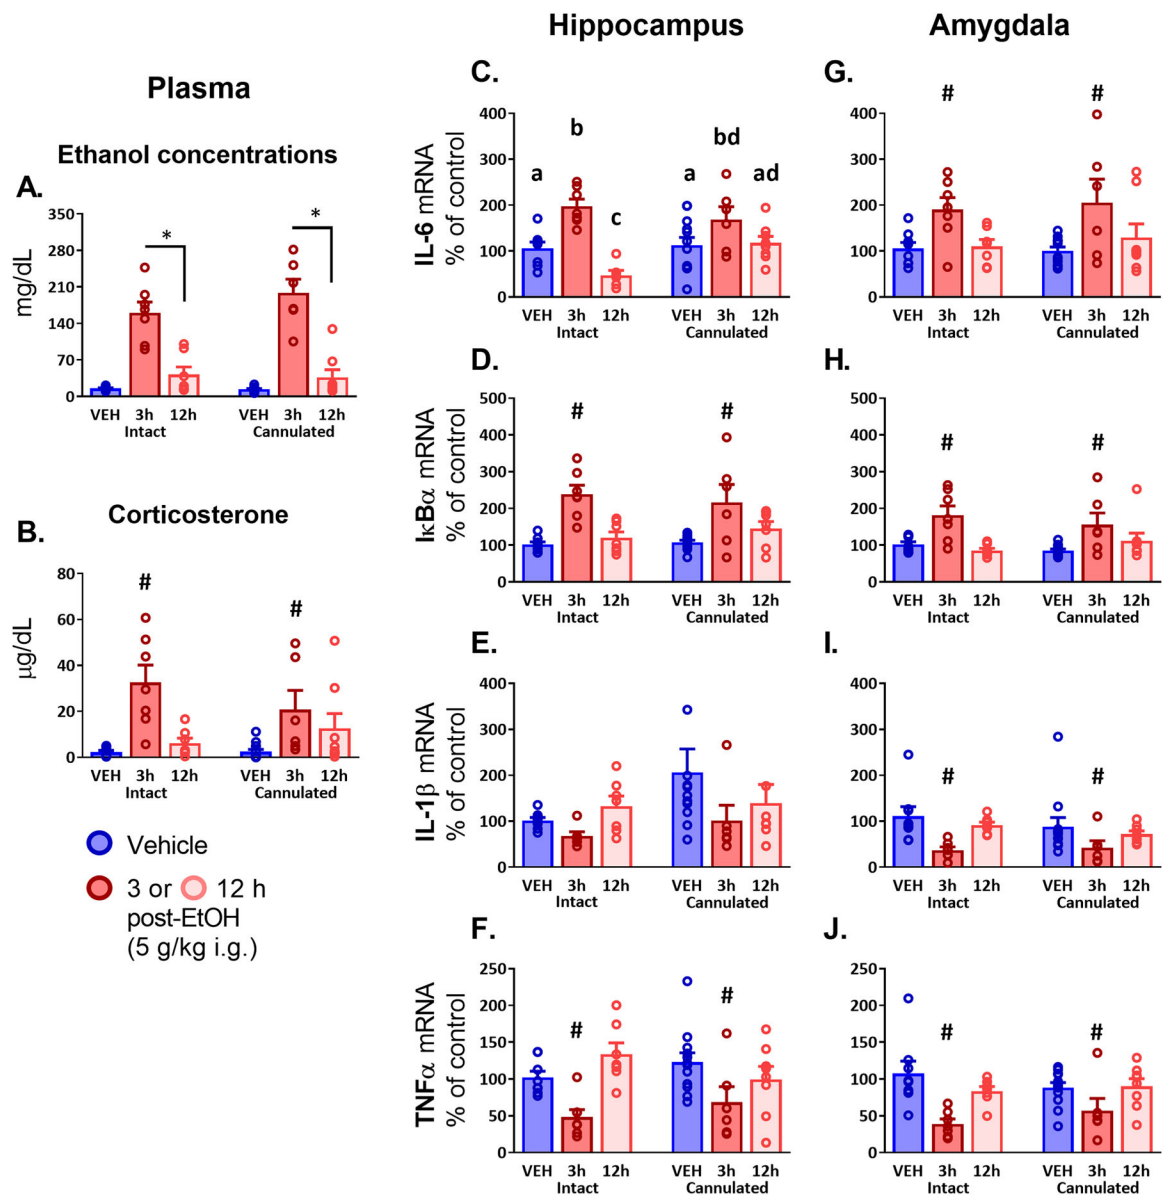 Hippocampus
Amygdala
Plasma
Ethanol concentrations
A.
mg/dL
350
280
210
140
70
0
*
*
VEH 3h 12h VEH 3h 12h
Intact Cannulated
B.
Corticosterone
µg/dL
80
60
40
20
0
#
#
VEH 3h 12h VEH 3h 12h
Intact Cannulated
Vehicle
3 or 12 h
post-EtOH
(5 g/kg i.g.)
C.
IL-6 mRNA
% of control
400
300
200
100
0
a b c a bd ad
VEH 3h 12h VEH 3h 12h
Intact Cannulated
D.
IκBα mRNA
% of control
500
400
300
200
100
0
# #
VEH 3h 12h VEH 3h 12h
Intact Cannulated
E.
IL-1β mRNA
% of control
400
300
200
100
0
VEH 3h 12h VEH 3h 12h
Intact Cannulated
F.
TNFα mRNA
% of control
250
200
150
100
50
0
# #
VEH 3h 12h VEH 3h 12h
Intact Cannulated
G.
400
300
200
100
0
# #
VEH 3h 12h VEH 3h 12h
Intact Cannulated
H.
500
400
300
200
100
0
# #
VEH 3h 12h VEH 3h 12h
Intact Cannulated
I.
400
300
200
100
0
# #
VEH 3h 12h VEH 3h 12h
Intact Cannulated
J.
250
200
150
100
50
0
# #
VEH 3h 12h VEH 3h 12h
Intact Cannulated